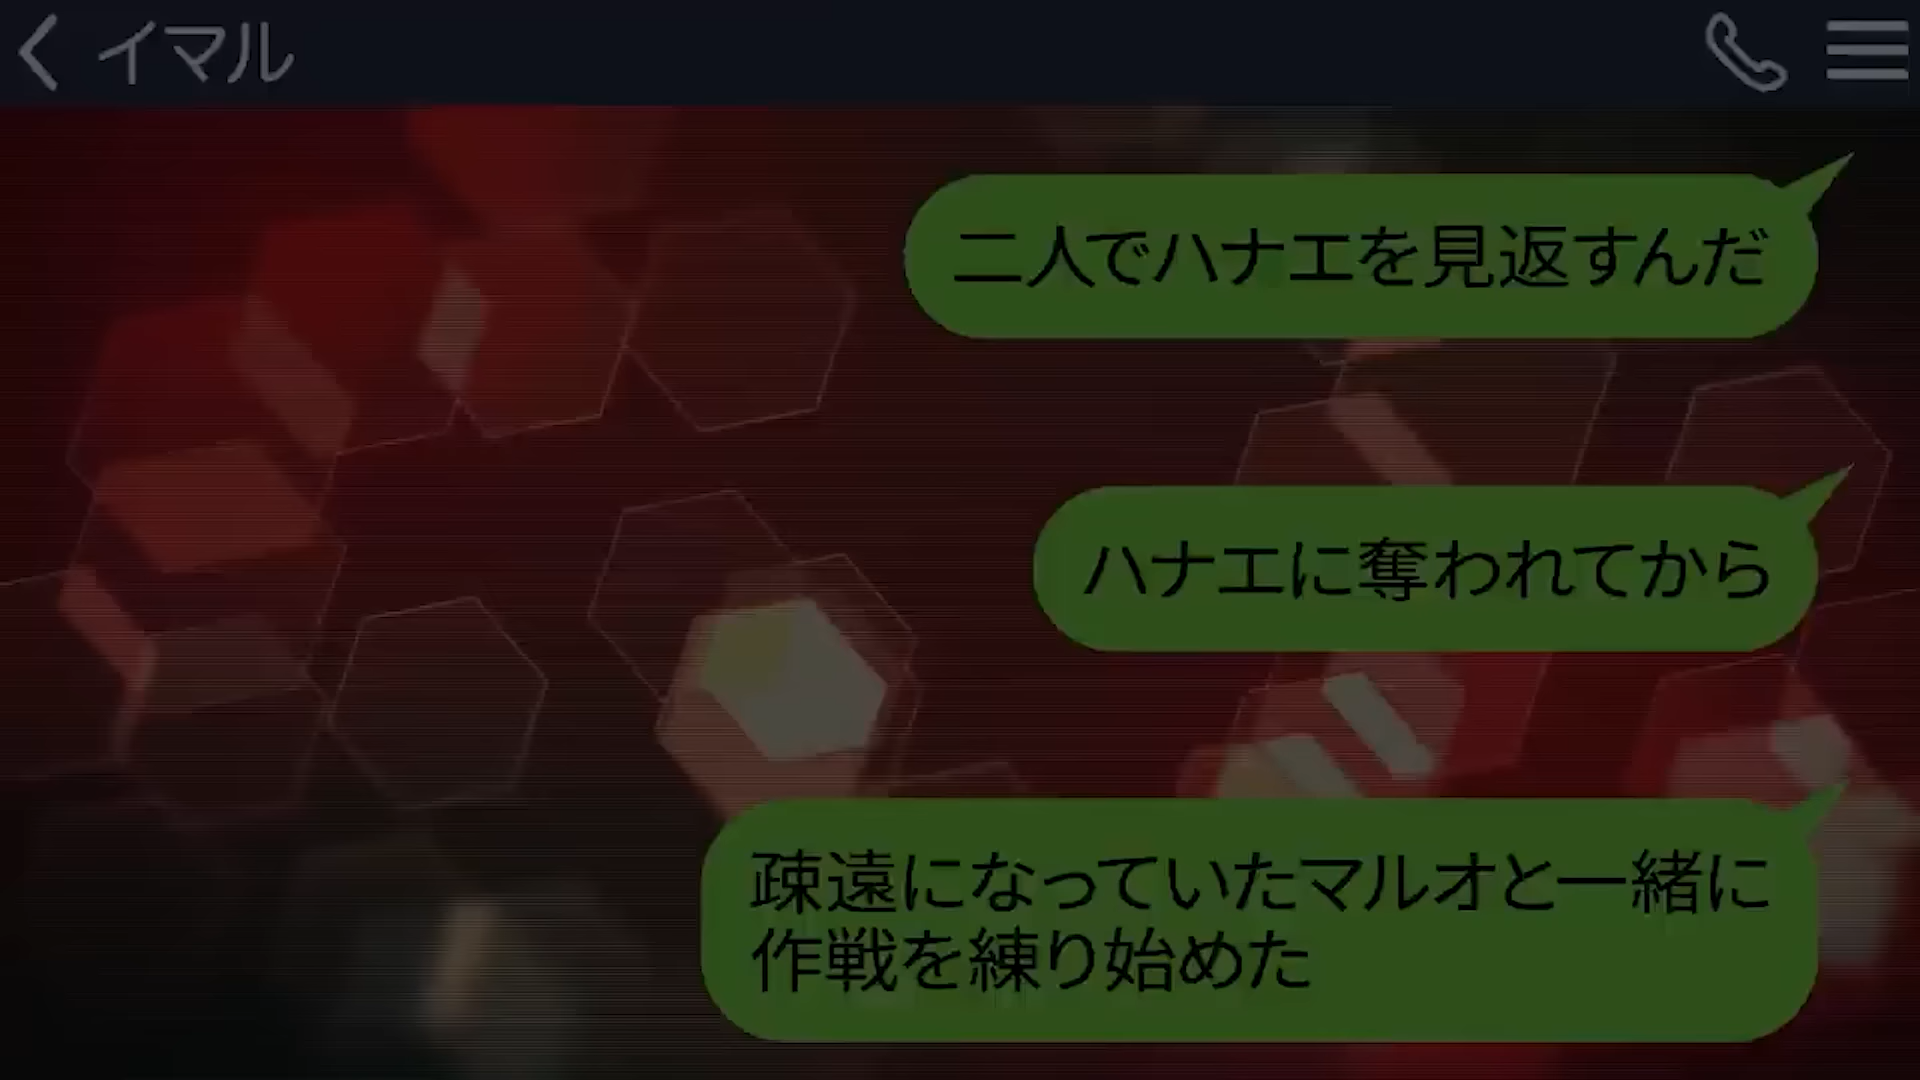 イマル
二人でハナエを見返すんだ
ハナエに奪われてから
疎遠になっていたマルオと一緒に
作戦を練り始めた